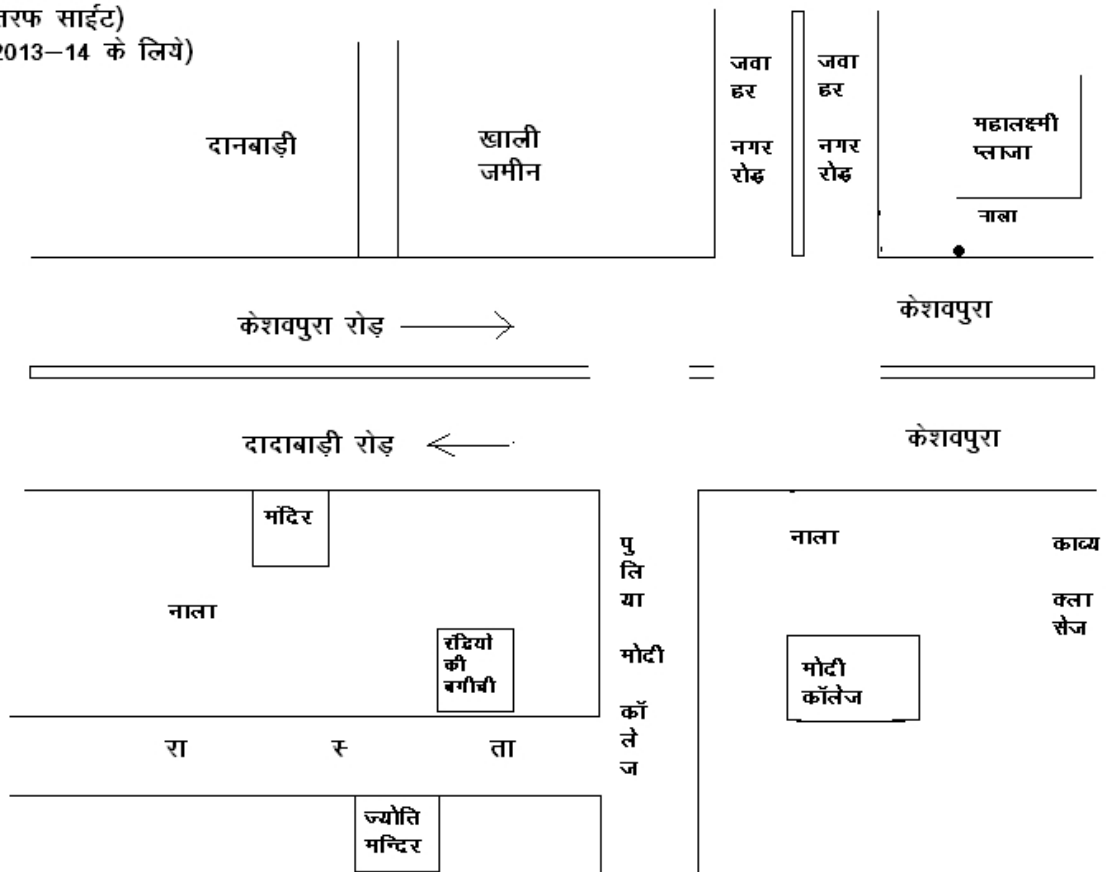 तरफ साईट)
2013–14 के लिये)
जवा
हर
नगर
रोड़
जवा
हर
नगर
रोड़
महालक्ष्मी
प्लाजा
नाला
दानबाड़ी
खाली
जमीन
केशवपुरा रोड़
केशवपुरा
दादाबाड़ी रोड़
केशवपुरा
मंदिर
नाला
रंडियो
की
बगीची
पु
लि
या
मोदी
कॉ
ले
ज
नाला
काव्य
क्ला
सेज
मोदी
कॉलेज
रा स्‍ ता
ज्योति
मन्दिर